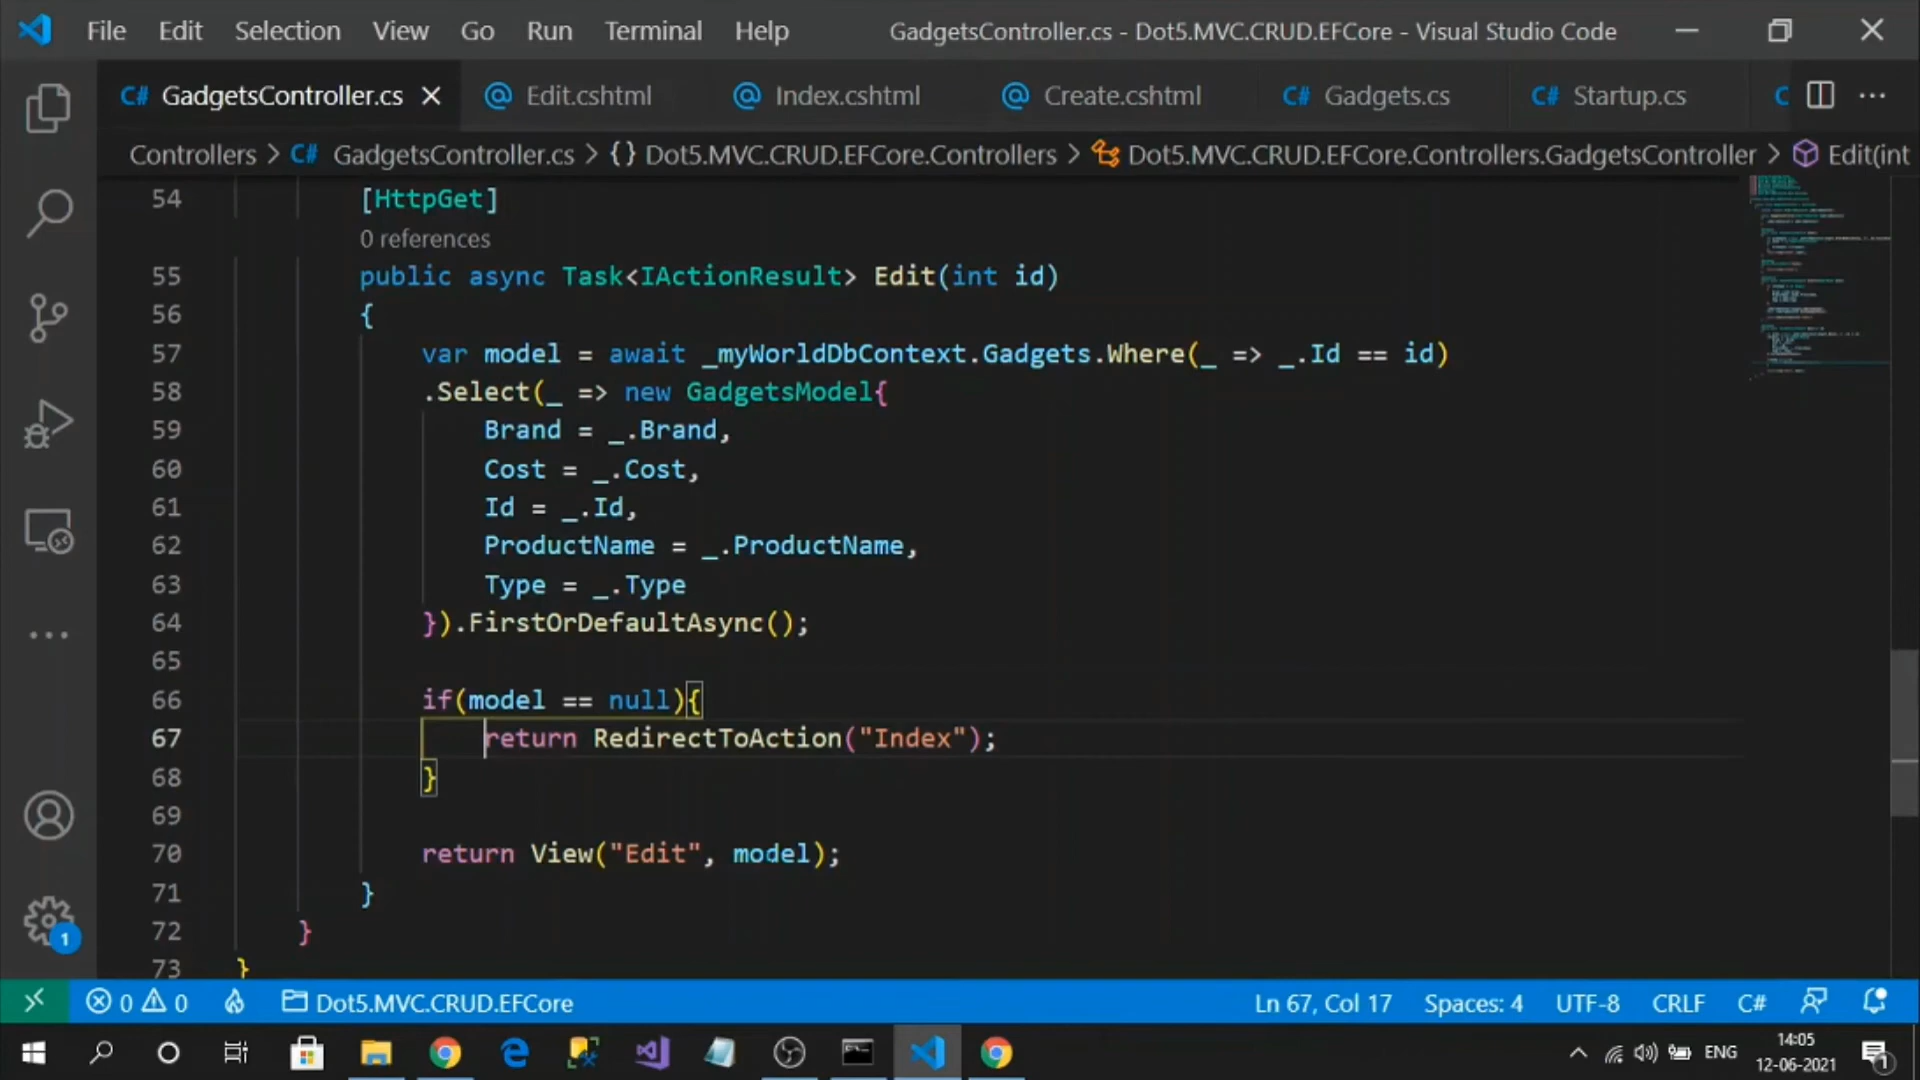 File Edit Selection View Go Run Terminal Help GadgetsController.cs - Dot5.MVC.CRUD.EFCore - Visual Studio Code
C# GadgetsController.cs Edit.cshtml Index.cshtml Create.cshtml C# Gadgets.cs C# Startup.cs C
Controllers > C# GadgetsController.cs > {} Dot5.MVC.CRUD.EFCore.Controllers > Dot5.MVC.CRUD.EFCore.Controllers.GadgetsController > Edit(int
54 [HttpGet]
0 references
55 public async Task<IActionResult> Edit(int id)
56 {
57 var model = await _myWorldDbContext.Gadgets.Where(_ => _.Id == id)
58 .Select(_ => new GadgetsModel{
59 Brand = _.Brand,
60 Cost = _.Cost,
61 Id = _.Id,
62 ProductName = _.ProductName,
63 Type = _.Type
64 }).FirstOrDefaultAsync();
65
66 if(model == null){
67 return RedirectToAction("Index");
68 }
69
70 return View("Edit", model);
71 }
72 }
73 }
1
0 0 Dot5.MVC.CRUD.EFCore Ln 67, Col 17 Spaces: 4 UTF-8 CRLF C#
ENG 14:05
12-06-2021
1